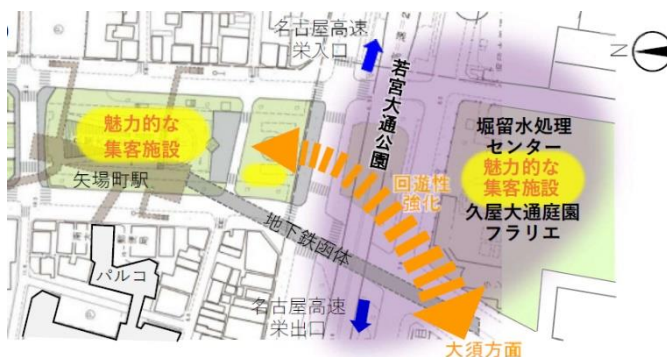 名古屋高速
栄入口
N
若宮大通公園
魅力的な
集客施設
堀留水処理
センター
魅力的な
集客施設
久屋大通庭園
フラリエ
矢場町駅
回遊性
強化
地下鉄函体
パルコ
名古屋高速
栄出口
大須方面